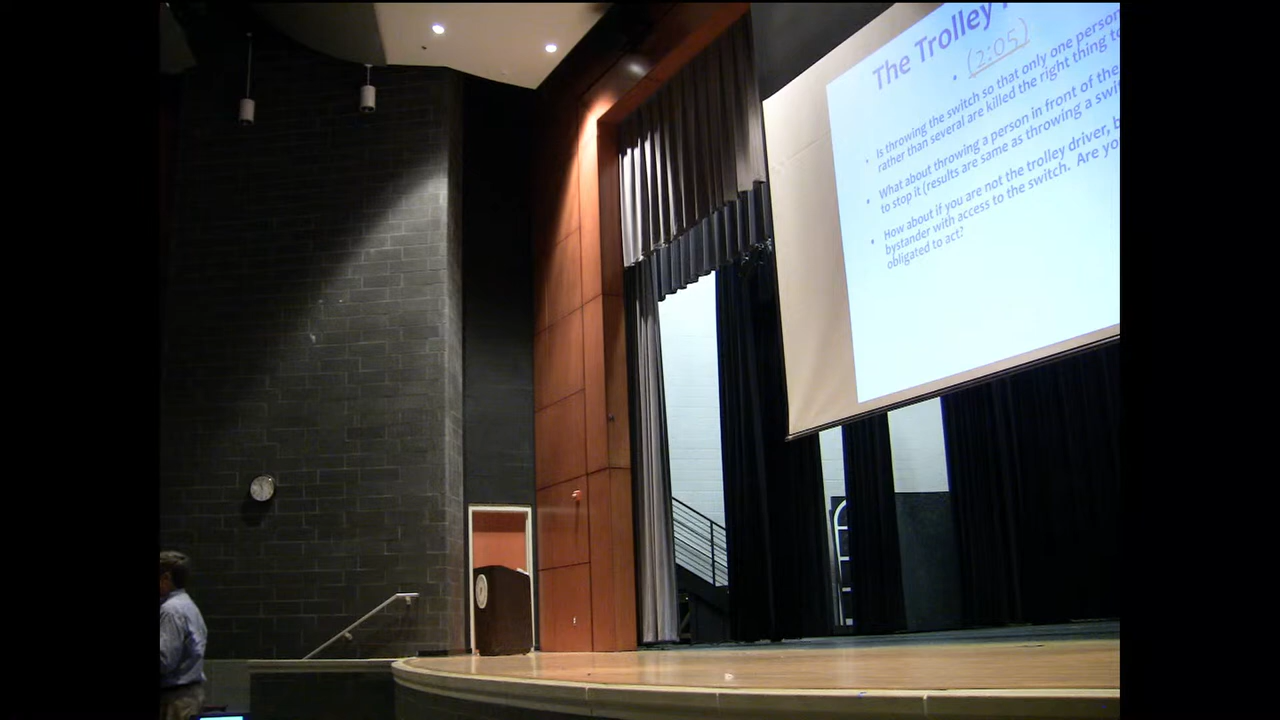 The Trolley
• (2:05)
• Is throwing the switch so that only one person
rather than several are killed the right thing to
• What about throwing a person in front of the
to stop it (results are same as throwing a swi
• How about if you are not the trolley driver, b
bystander with access to the switch. Are yo
obligated to act?